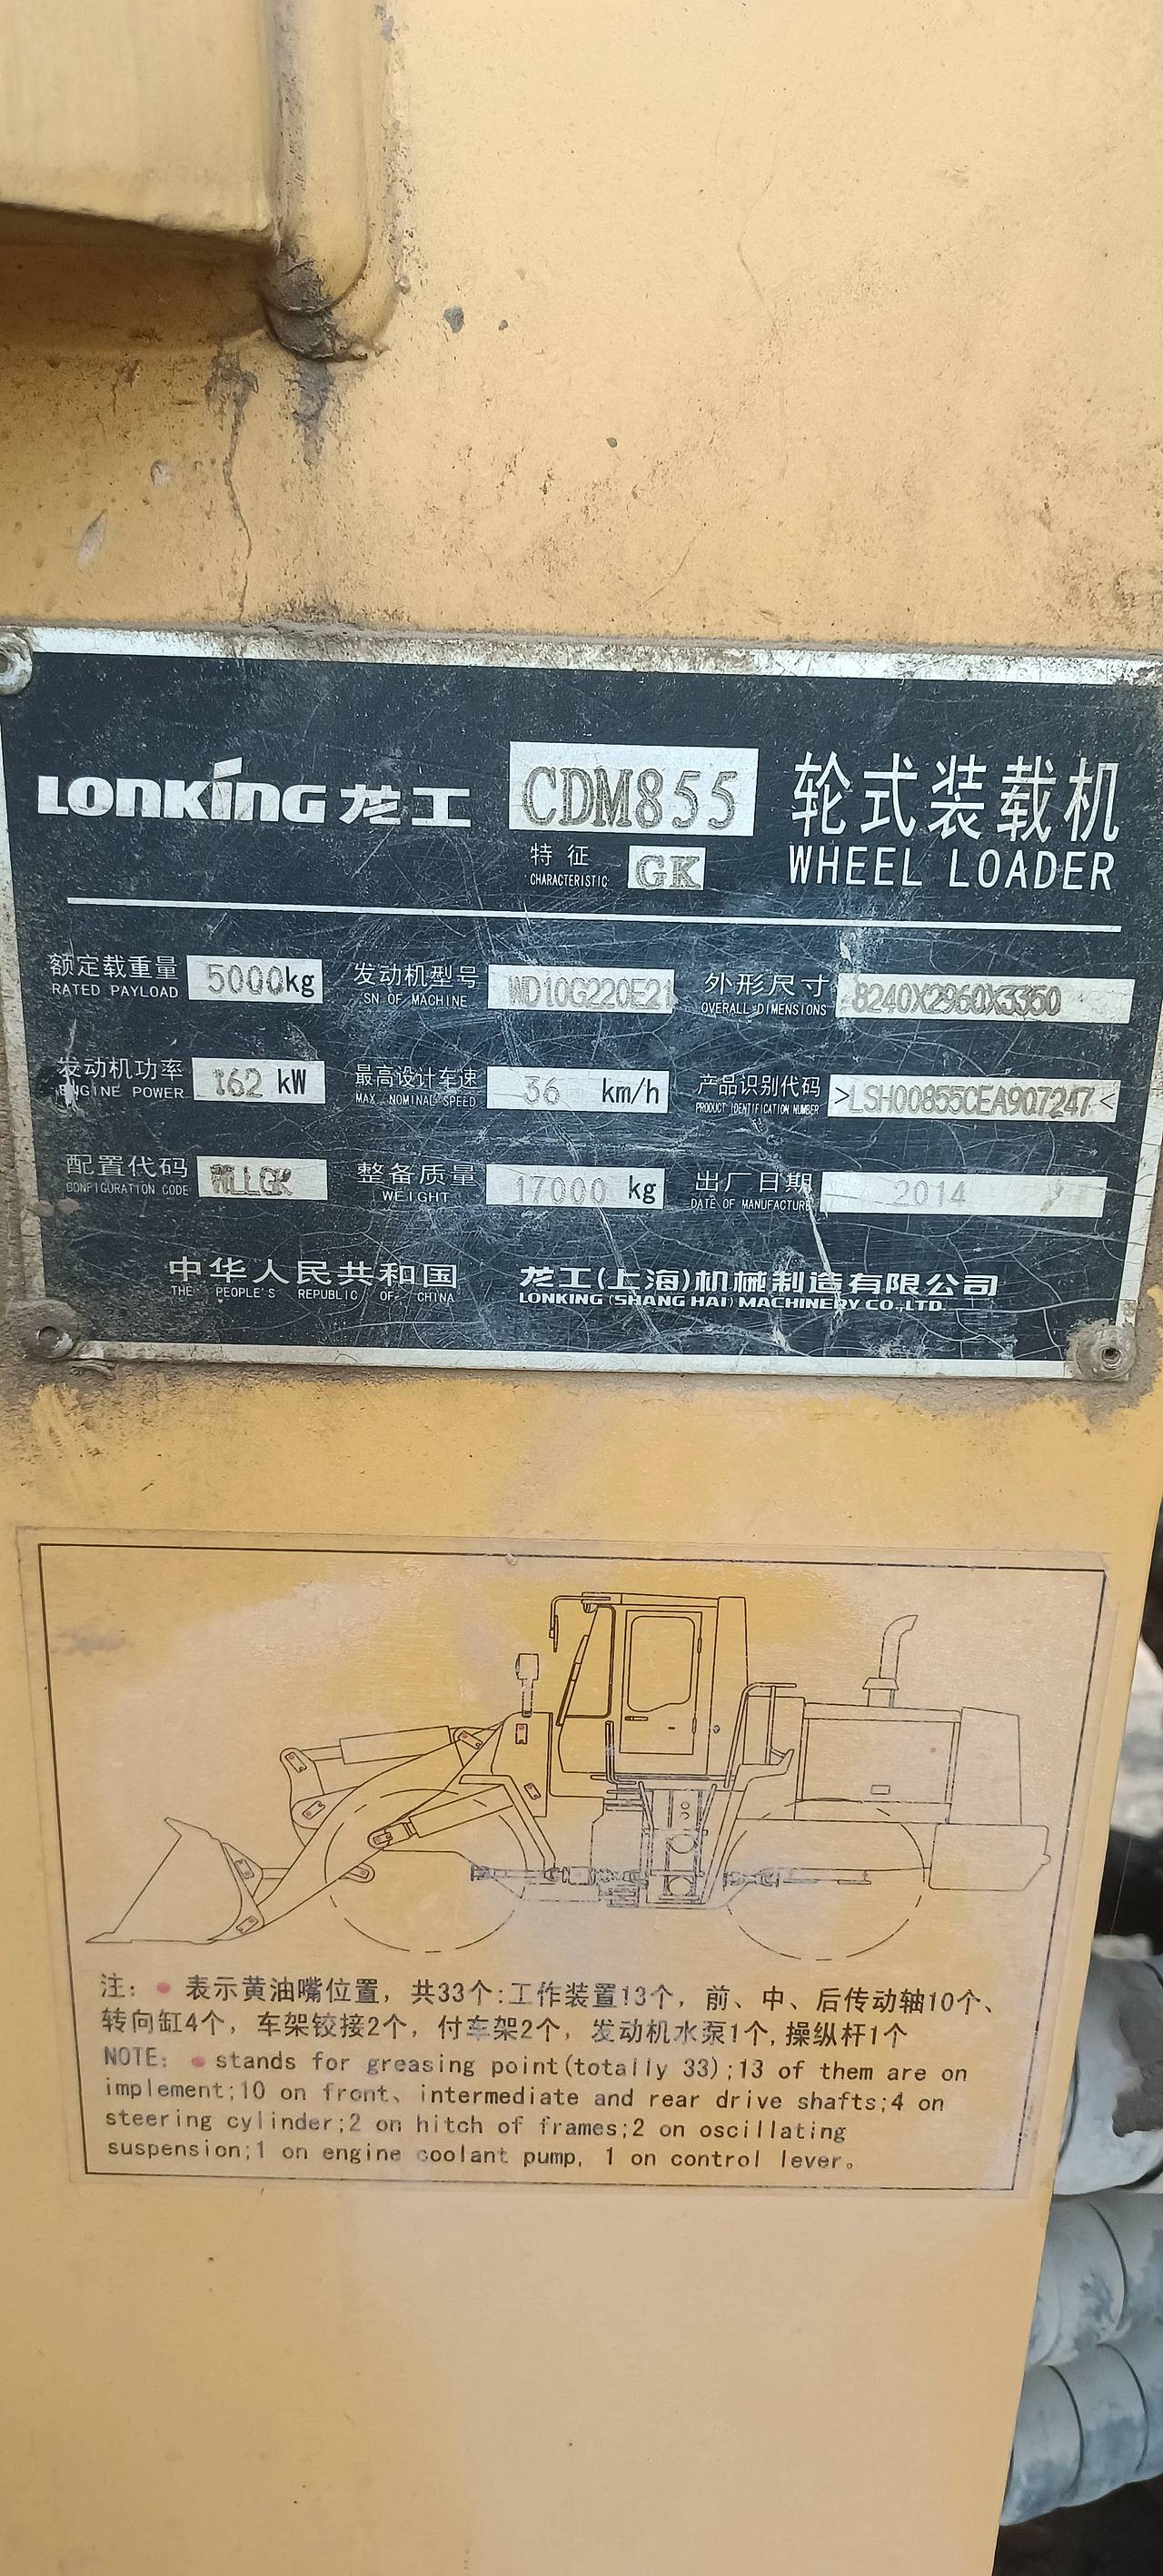 LONKING 龙工 CDM855 轮式装载机
特征 CHARACTERISTIC GK WHEEL LOADER
额定载重量 RATED PAYLOAD 5000kg 发动机型号 SN OF MACHINE WD10G220E21 外形尺寸 OVERALL DIMENSIONS 8240X2960X3350
发动机功率 ENGINE POWER 162 kW 最高设计车速 MAX. NOMINAL SPEED 36 km/h 产品识别代码 PRODUCT IDENTIFICATION NUMBER >LSH00855CEA907247<
配置代码 CONFIGURATION CODE 整备质量 WEIGHT 17000 kg 出厂日期 DATE OF MANUFACTURE 2014
中华人民共和国 龙工(上海)机械制造有限公司
THE PEOPLE'S REPUBLIC OF CHINA LONKING (SHANG HAI) MACHINERY CO.,LTD.
注: 表示黄油嘴位置, 共33个:工作装置13个, 前、中、后传动轴10个、
转向缸4个, 车架铰接2个, 付车架2个, 发动机水泵1个,操纵杆1个
NOTE: stands for greasing point(totally 33);13 of them are on
implement;10 on front、intermediate and rear drive shafts;4 on
steering cylinder;2 on hitch of frames;2 on oscillating
suspension;1 on engine coolant pump, 1 on control lever。